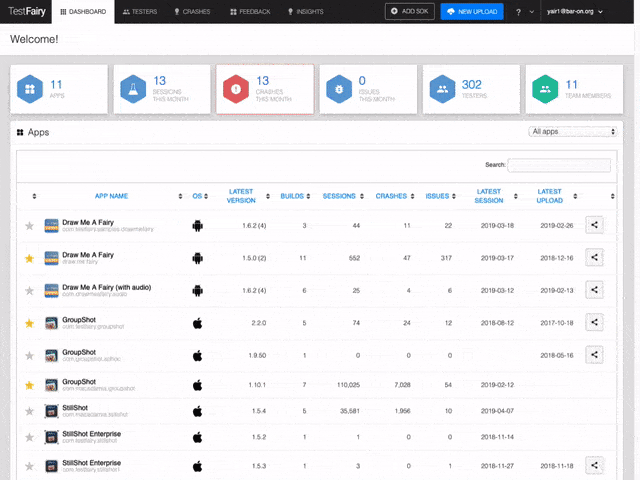 TestFairy DASHBOARD TESTERS CRASHES FEEDBACK INSIGHTS ADD SDK NEW UPLOAD ? yair1@bar-on.org
Welcome!
11 APPS
13 SESSIONS THIS MONTH
13 CRASHES THIS MONTH
0 ISSUES THIS MONTH
302 TESTERS
11 TEAM MEMBERS
Apps All apps
Search:
APP NAME OS LATEST VERSION BUILDS SESSIONS CRASHES ISSUES LATEST SESSION LATEST UPLOAD
Draw Me A Fairy 1.6.2 (4) 3 44 11 22 2019-03-18 2019-02-26
Draw Me A Fairy 1.5.0 (2) 11 552 47 317 2019-03-17 2018-12-16
draw.me.fairy
Draw Me A Fairy (with audio) 1.6.2 (4) 6 25 4 6 2019-03-12 2019-02-13
com.drawmeafairy.audio
GroupShot 2.2.0 5 74 24 12 2018-08-12 2017-10-18
com.testfairy.groupshot
GroupShot 1.9.50 1 0 0 0 2018-05-16
GroupShot 1.10.1 7 110,025 7,028 54 2019-02-12
com.macadamia.groupshot
StillShot 1.5.4 5 35,581 1,956 10 2019-04-07
com.macadamia.stillshot
StillShot Enterprise 1.5.2 1 1 0 0 2018-11-14
com.testfairy.stillshot
StillShot Enterprise 1.5.3 1 3 0 1 2018-11-27 2018-11-18